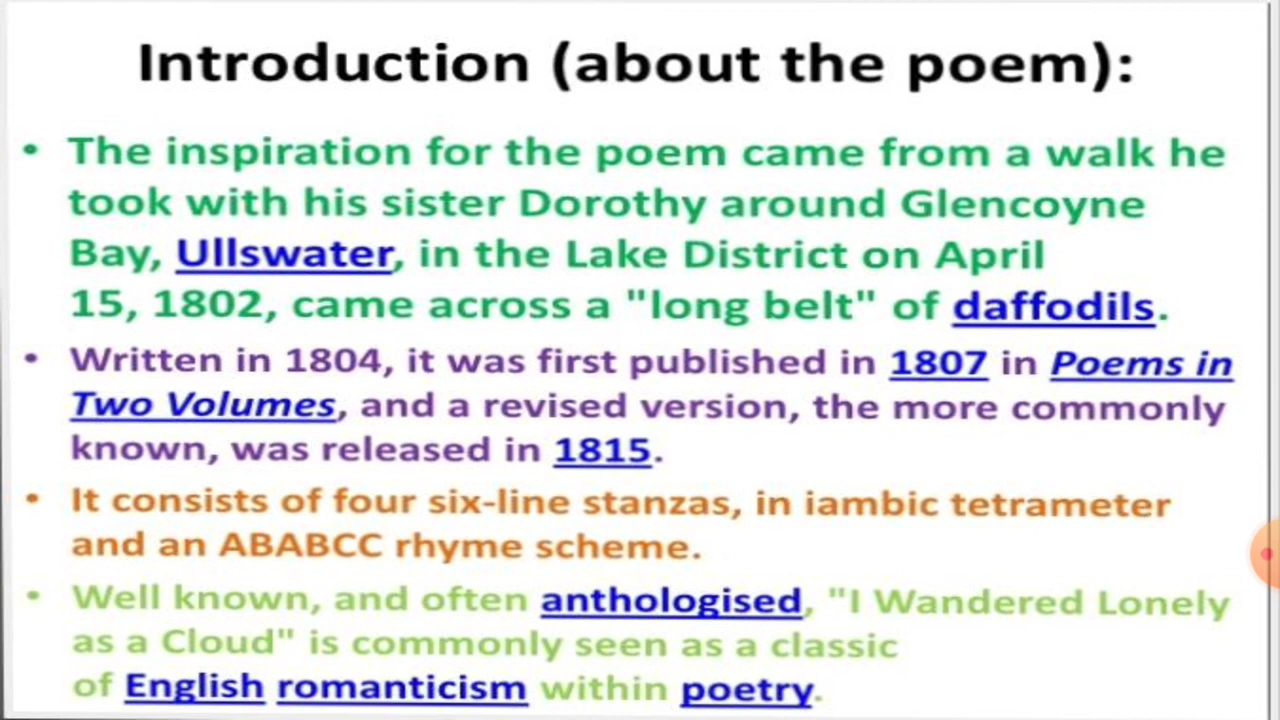 Introduction (about the poem):
• The inspiration for the poem came from a walk he
took with his sister Dorothy around Glencoyne
Bay, Ullswater, in the Lake District on April
15, 1802, came across a "long belt" of daffodils.
• Written in 1804, it was first published in 1807 in Poems in
Two Volumes, and a revised version, the more commonly
known, was released in 1815.
• It consists of four six-line stanzas, in iambic tetrameter
and an ABABCC rhyme scheme.
• Well known, and often anthologised, "I Wandered Lonely
as a Cloud" is commonly seen as a classic
of English romanticism within poetry.